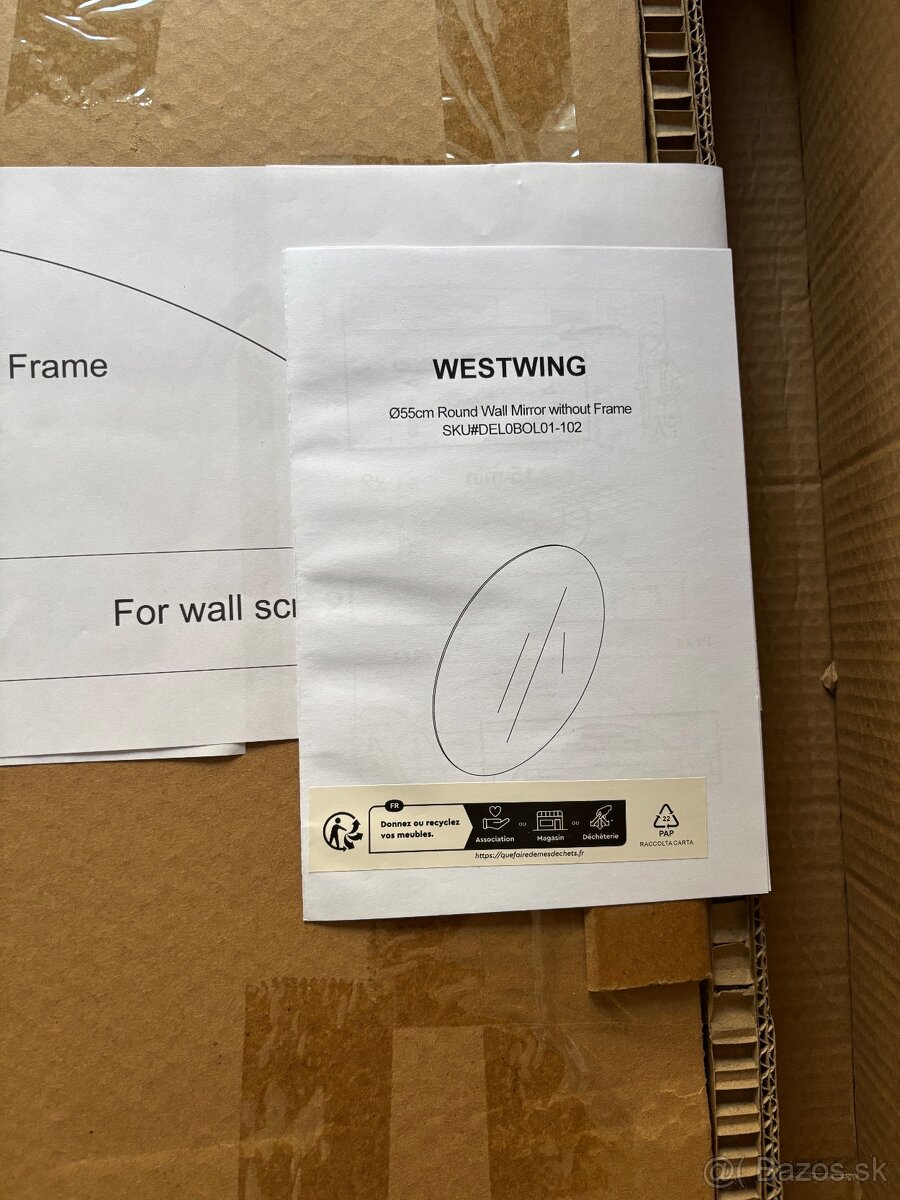 Frame
For wall scr
WESTWING
Ø55cm Round Wall Mirror without Frame
SKU#DEL0BOL01-102
FR
Donnez ou recyclez
vos meubles.
Association
OU
Magasin
OU
Déchèterie
https://quefairedemesdechets.fr
22
PAP
RACCOLTA CARTA
Bazos.sk